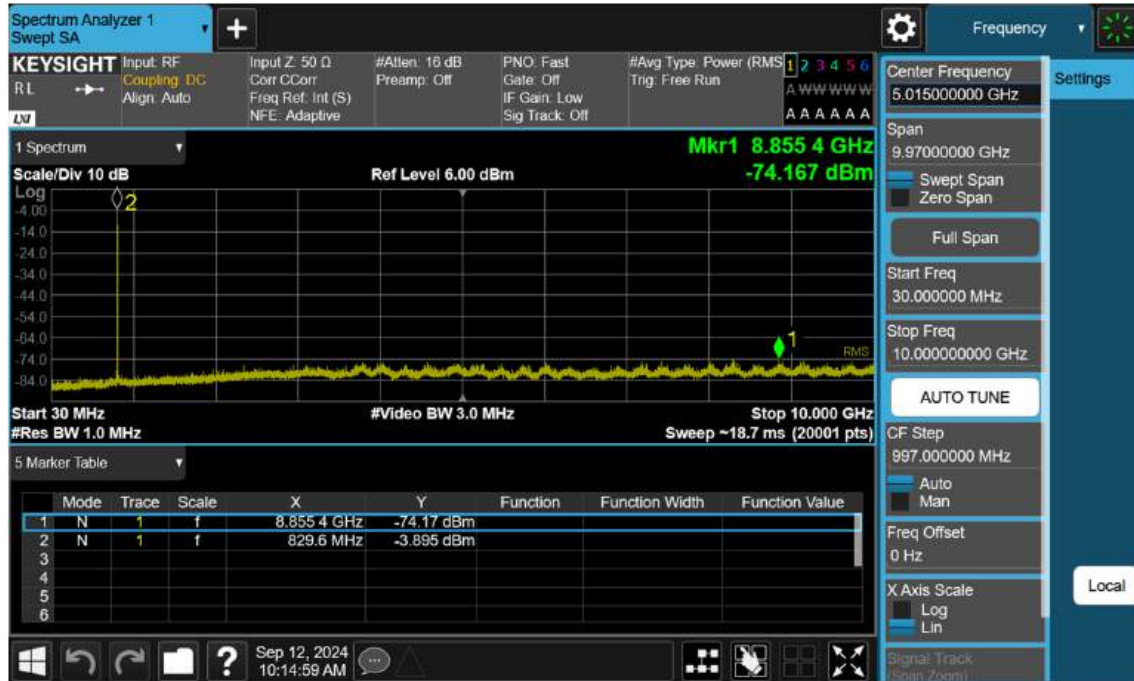 Spectrum Analyzer 1
Swept SA
+
Frequency
KEYSIGHT
RL
LXI
Input: RF
Coupling: DC
Align: Auto
Input Z: 50 Ω
Corr CCorr
Freq Ref: Int (S)
NFE: Adaptive
#Atten: 16 dB
Preamp: Off
PNO: Fast
Gate: Off
IF Gain: Low
Sig Track: Off
#Avg Type: Power (RMS
Trig: Free Run
1 2 3 4 5 6
A W W W W W
A A A A A A
1 Spectrum
Mkr1 8.855 4 GHz
Scale/Div 10 dB
Ref Level 6.00 dBm
-74.167 dBm
Log
2
-4.00
-14.0
-24.0
-34.0
-44.0
-54.0
-64.0
1
RMS
-74.0
-84.0
Start 30 MHz
#Video BW 3.0 MHz
Stop 10.000 GHz
#Res BW 1.0 MHz
Sweep ~18.7 ms (20001 pts)
5 Marker Table
Mode Trace Scale X Y Function Function Width Function Value
1 N 1 f 8.855 4 GHz -74.17 dBm
2 N 1 f 829.6 MHz -3.895 dBm
3
4
5
6
?
Sep 12, 2024
10:14:59 AM
Center Frequency
5.015000000 GHz
Settings
Span
9.97000000 GHz
Swept Span
Zero Span
Full Span
Start Freq
30.000000 MHz
Stop Freq
10.000000000 GHz
AUTO TUNE
CF Step
997.000000 MHz
Auto
Man
Freq Offset
0 Hz
X Axis Scale
Log
Lin
Local
Signal Track
(Span Zoom)